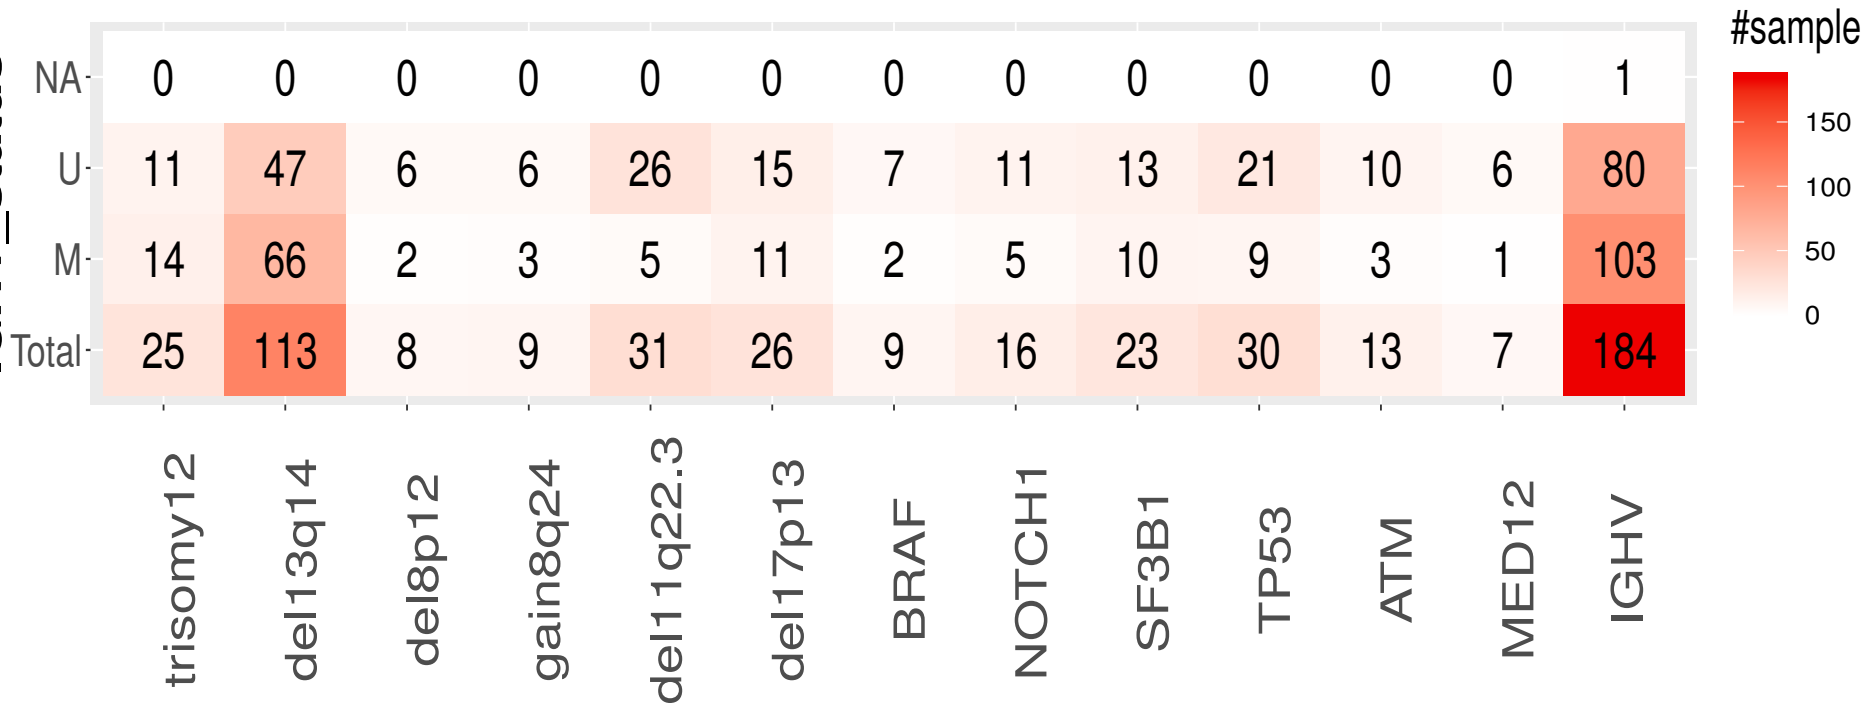 #sample
NA 0 0 0 0 0 0 0 0 0 0 0 0 1
U 11 47 6 6 26 15 7 11 13 21 10 6 80
M 14 66 2 3 5 11 2 5 10 9 3 1 103
Total 25 113 8 9 31 26 9 16 23 30 13 7 184
150
100
50
0
trisomy12
del13q14
del8p12
gain8q24
del11q22.3
del17p13
BRAF
NOTCH1
SF3B1
TP53
ATM
MED12
IGHV